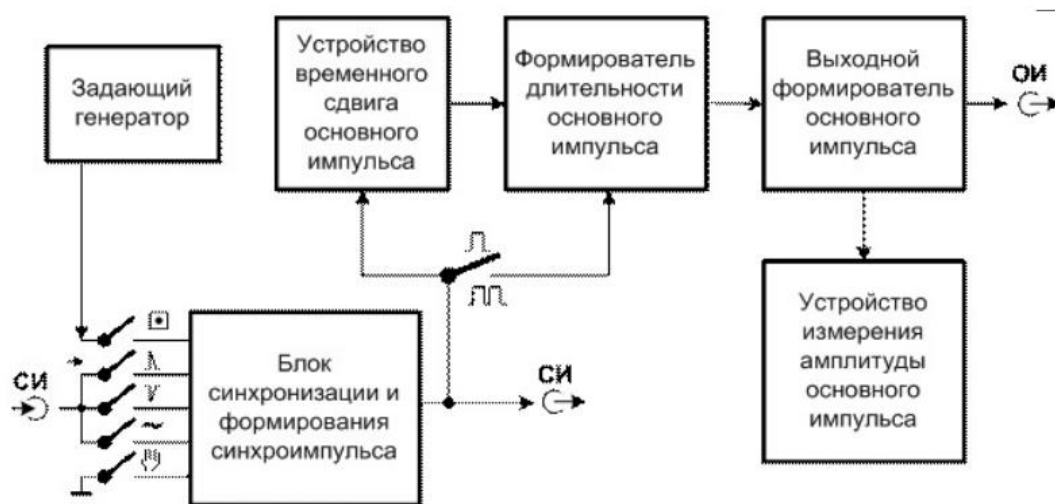 Задающий
генератор
Устройство
временного
сдвига
основного
импульса
Формирователь
длительности
основного
импульса
Выходной
формирователь
основного
импульса
ОИ
Устройство
измерения
амплитуды
основного
импульса
СИ
Блок
синхронизации и
формирования
синхроимпульса
СИ